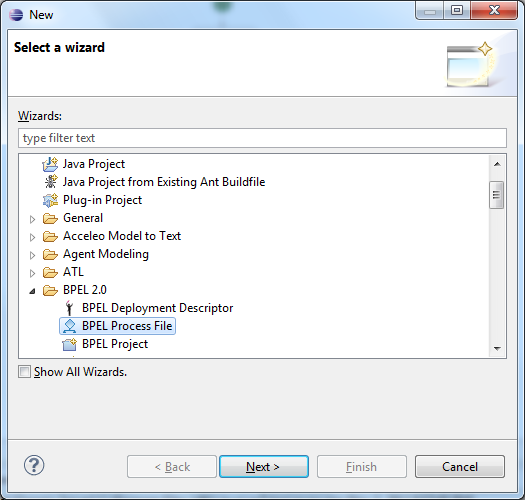 New
Select a wizard
Wizards:
type filter text
Java Project
Java Project from Existing Ant Buildfile
Plug-in Project
General
Acceleo Model to Text
Agent Modeling
ATL
BPEL 2.0
BPEL Deployment Descriptor
BPEL Process File
BPEL Project
Show All Wizards.
? < Back Next > Finish Cancel